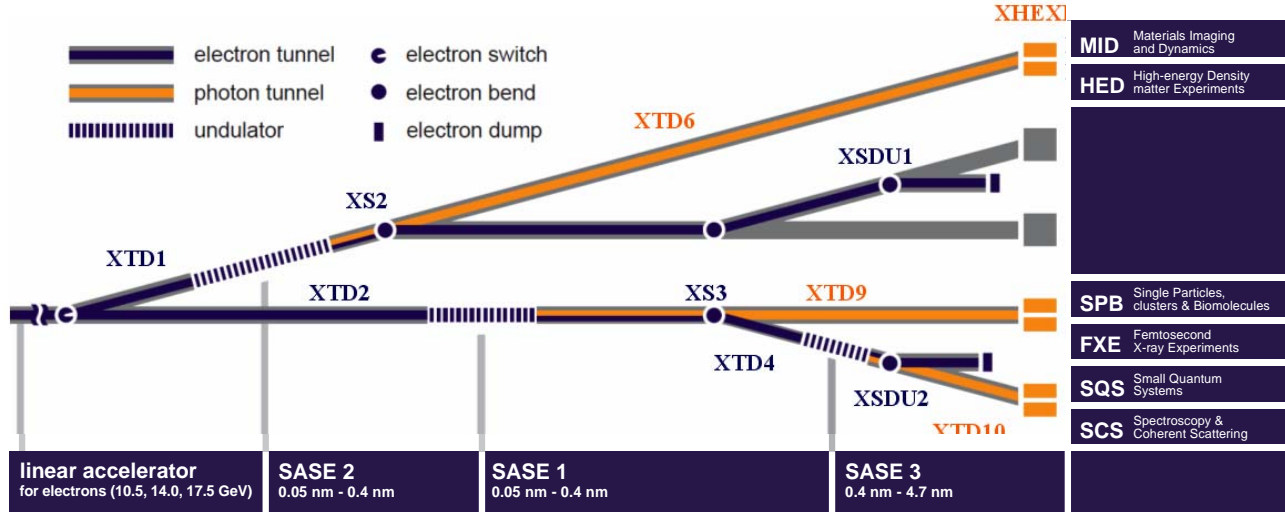 XHEX1
electron tunnel
electron switch
photon tunnel
electron bend
undulator
electron dump
XTD6
XSDU1
XS2
XTD1
XTD2
XS3
XTD9
XTD4
XSDU2
XTD10
MID Materials Imaging
and Dynamics
HED High-energy Density
matter Experiments
SPB Single Particles,
clusters & Biomolecules
FXE Femtosecond
X-ray Experiments
SQS Small Quantum
Systems
SCS Spectroscopy &
Coherent Scattering
linear accelerator
for electrons (10.5, 14.0, 17.5 GeV)
SASE 2
0.05 nm - 0.4 nm
SASE 1
0.05 nm - 0.4 nm
SASE 3
0.4 nm - 4.7 nm